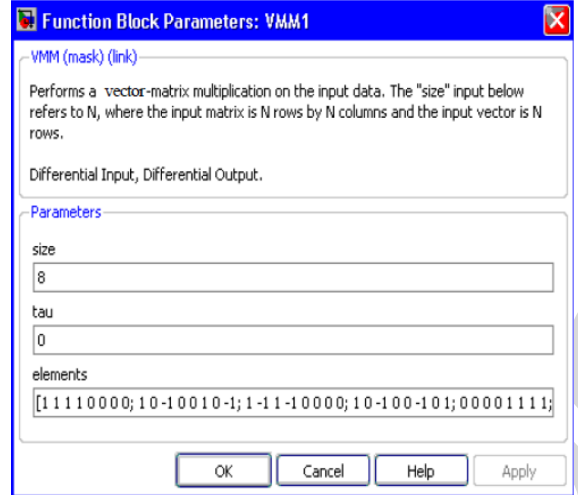 Function Block Parameters: VMM1
VMM (mask) (link)
Performs a vector-matrix multiplication on the input data. The "size" input below
refers to N, where the input matrix is N rows by N columns and the input vector is N
rows.
Differential Input, Differential Output.
Parameters
size
8
tau
0
elements
[1 1 1 1 0 0 0 0; 1 0 -1 0 0 1 0 -1; 1 -1 1 -1 0 0 0 0; 1 0 -1 0 0 -1 0 1; 0 0 0 0 1 1 1 1;
OK
Cancel
Help
Apply